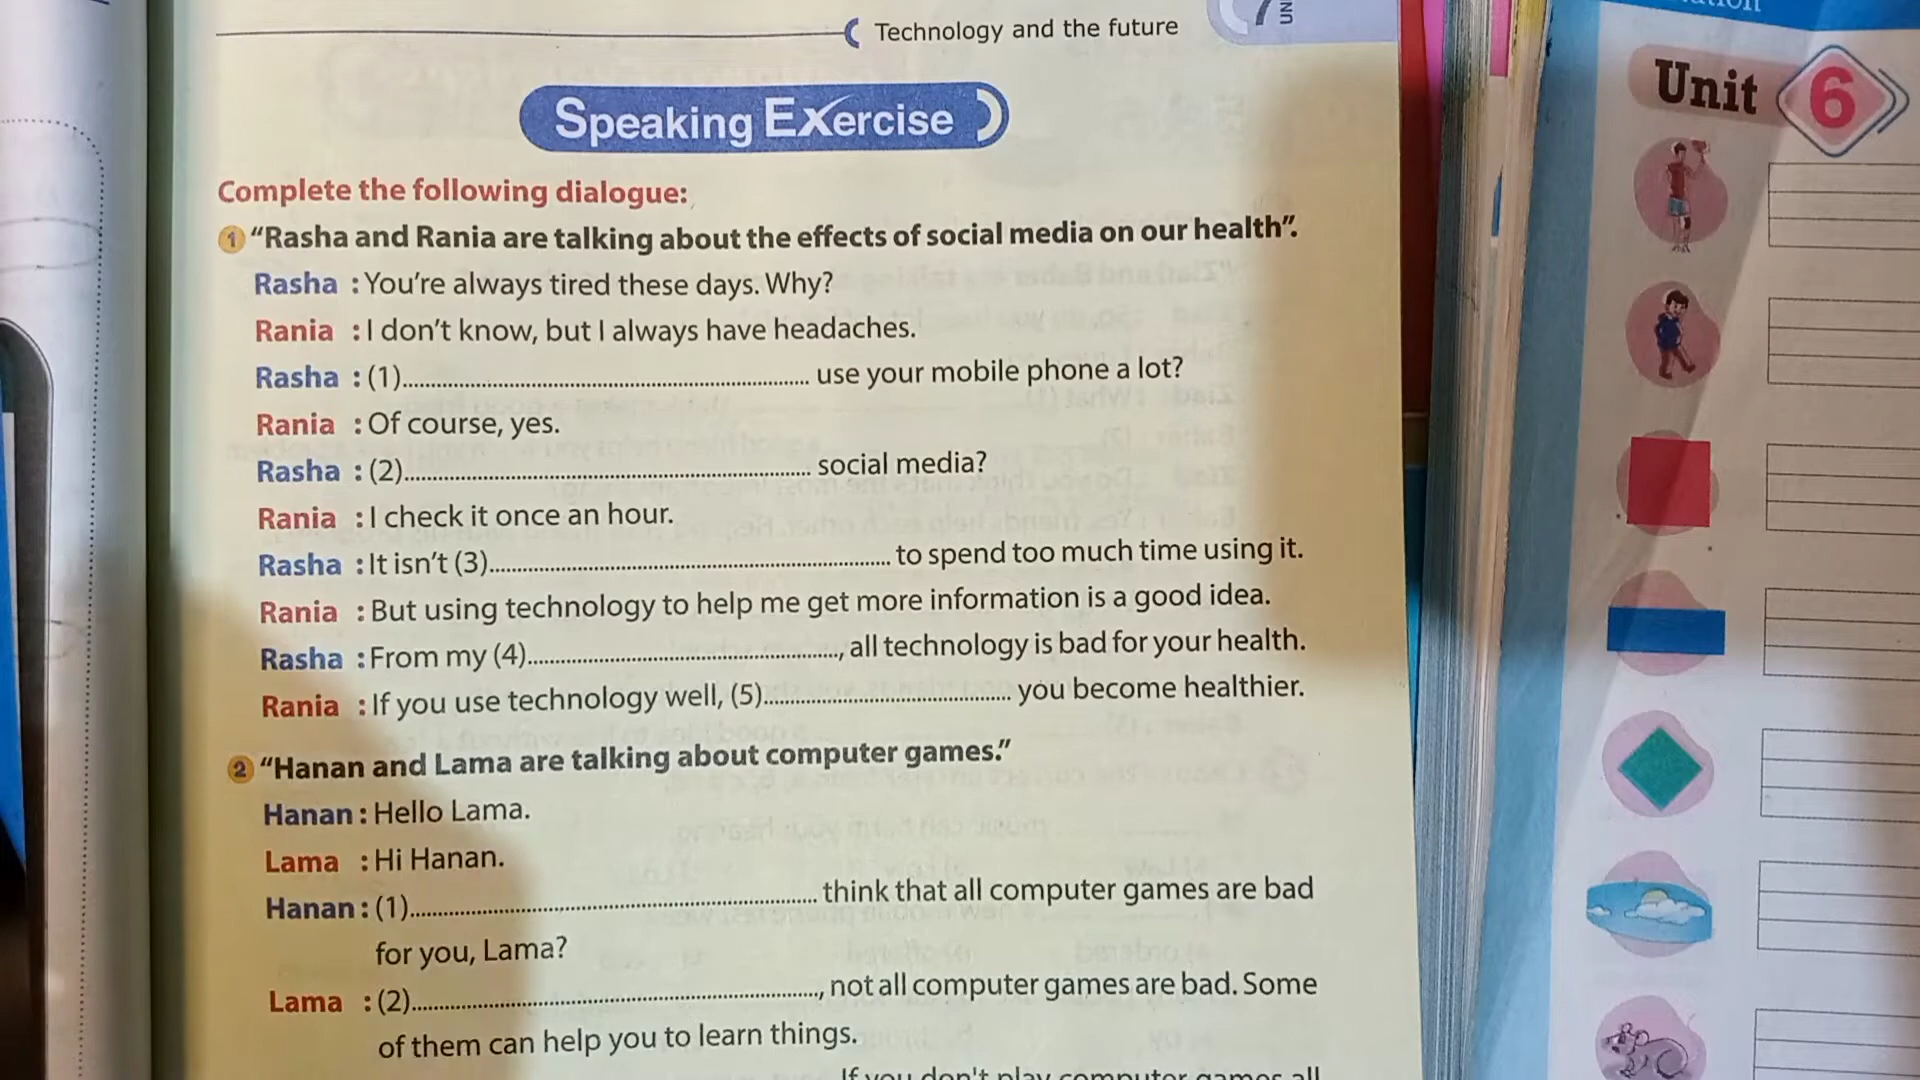 Technology and the future
7
UN
Speaking Exercise
Complete the following dialogue:
1 "Rasha and Rania are talking about the effects of social media on our health".
Rasha : You're always tired these days. Why?
Rania : I don't know, but I always have headaches.
Rasha : (1)........................ use your mobile phone a lot?
Rania : Of course, yes.
Rasha : (2)........................ social media?
Rania : I check it once an hour.
Rasha : It isn't (3)........................ to spend too much time using it.
Rania : But using technology to help me get more information is a good idea.
Rasha : From my (4)........................, all technology is bad for your health.
Rania : If you use technology well, (5)........................ you become healthier.
2 "Hanan and Lama are talking about computer games."
Hanan : Hello Lama.
Lama : Hi Hanan.
Hanan : (1)........................ think that all computer games are bad
for you, Lama?
Lama : (2)........................, not all computer games are bad. Some
of them can help you to learn things.
If you don't play computer games all
Unit 6